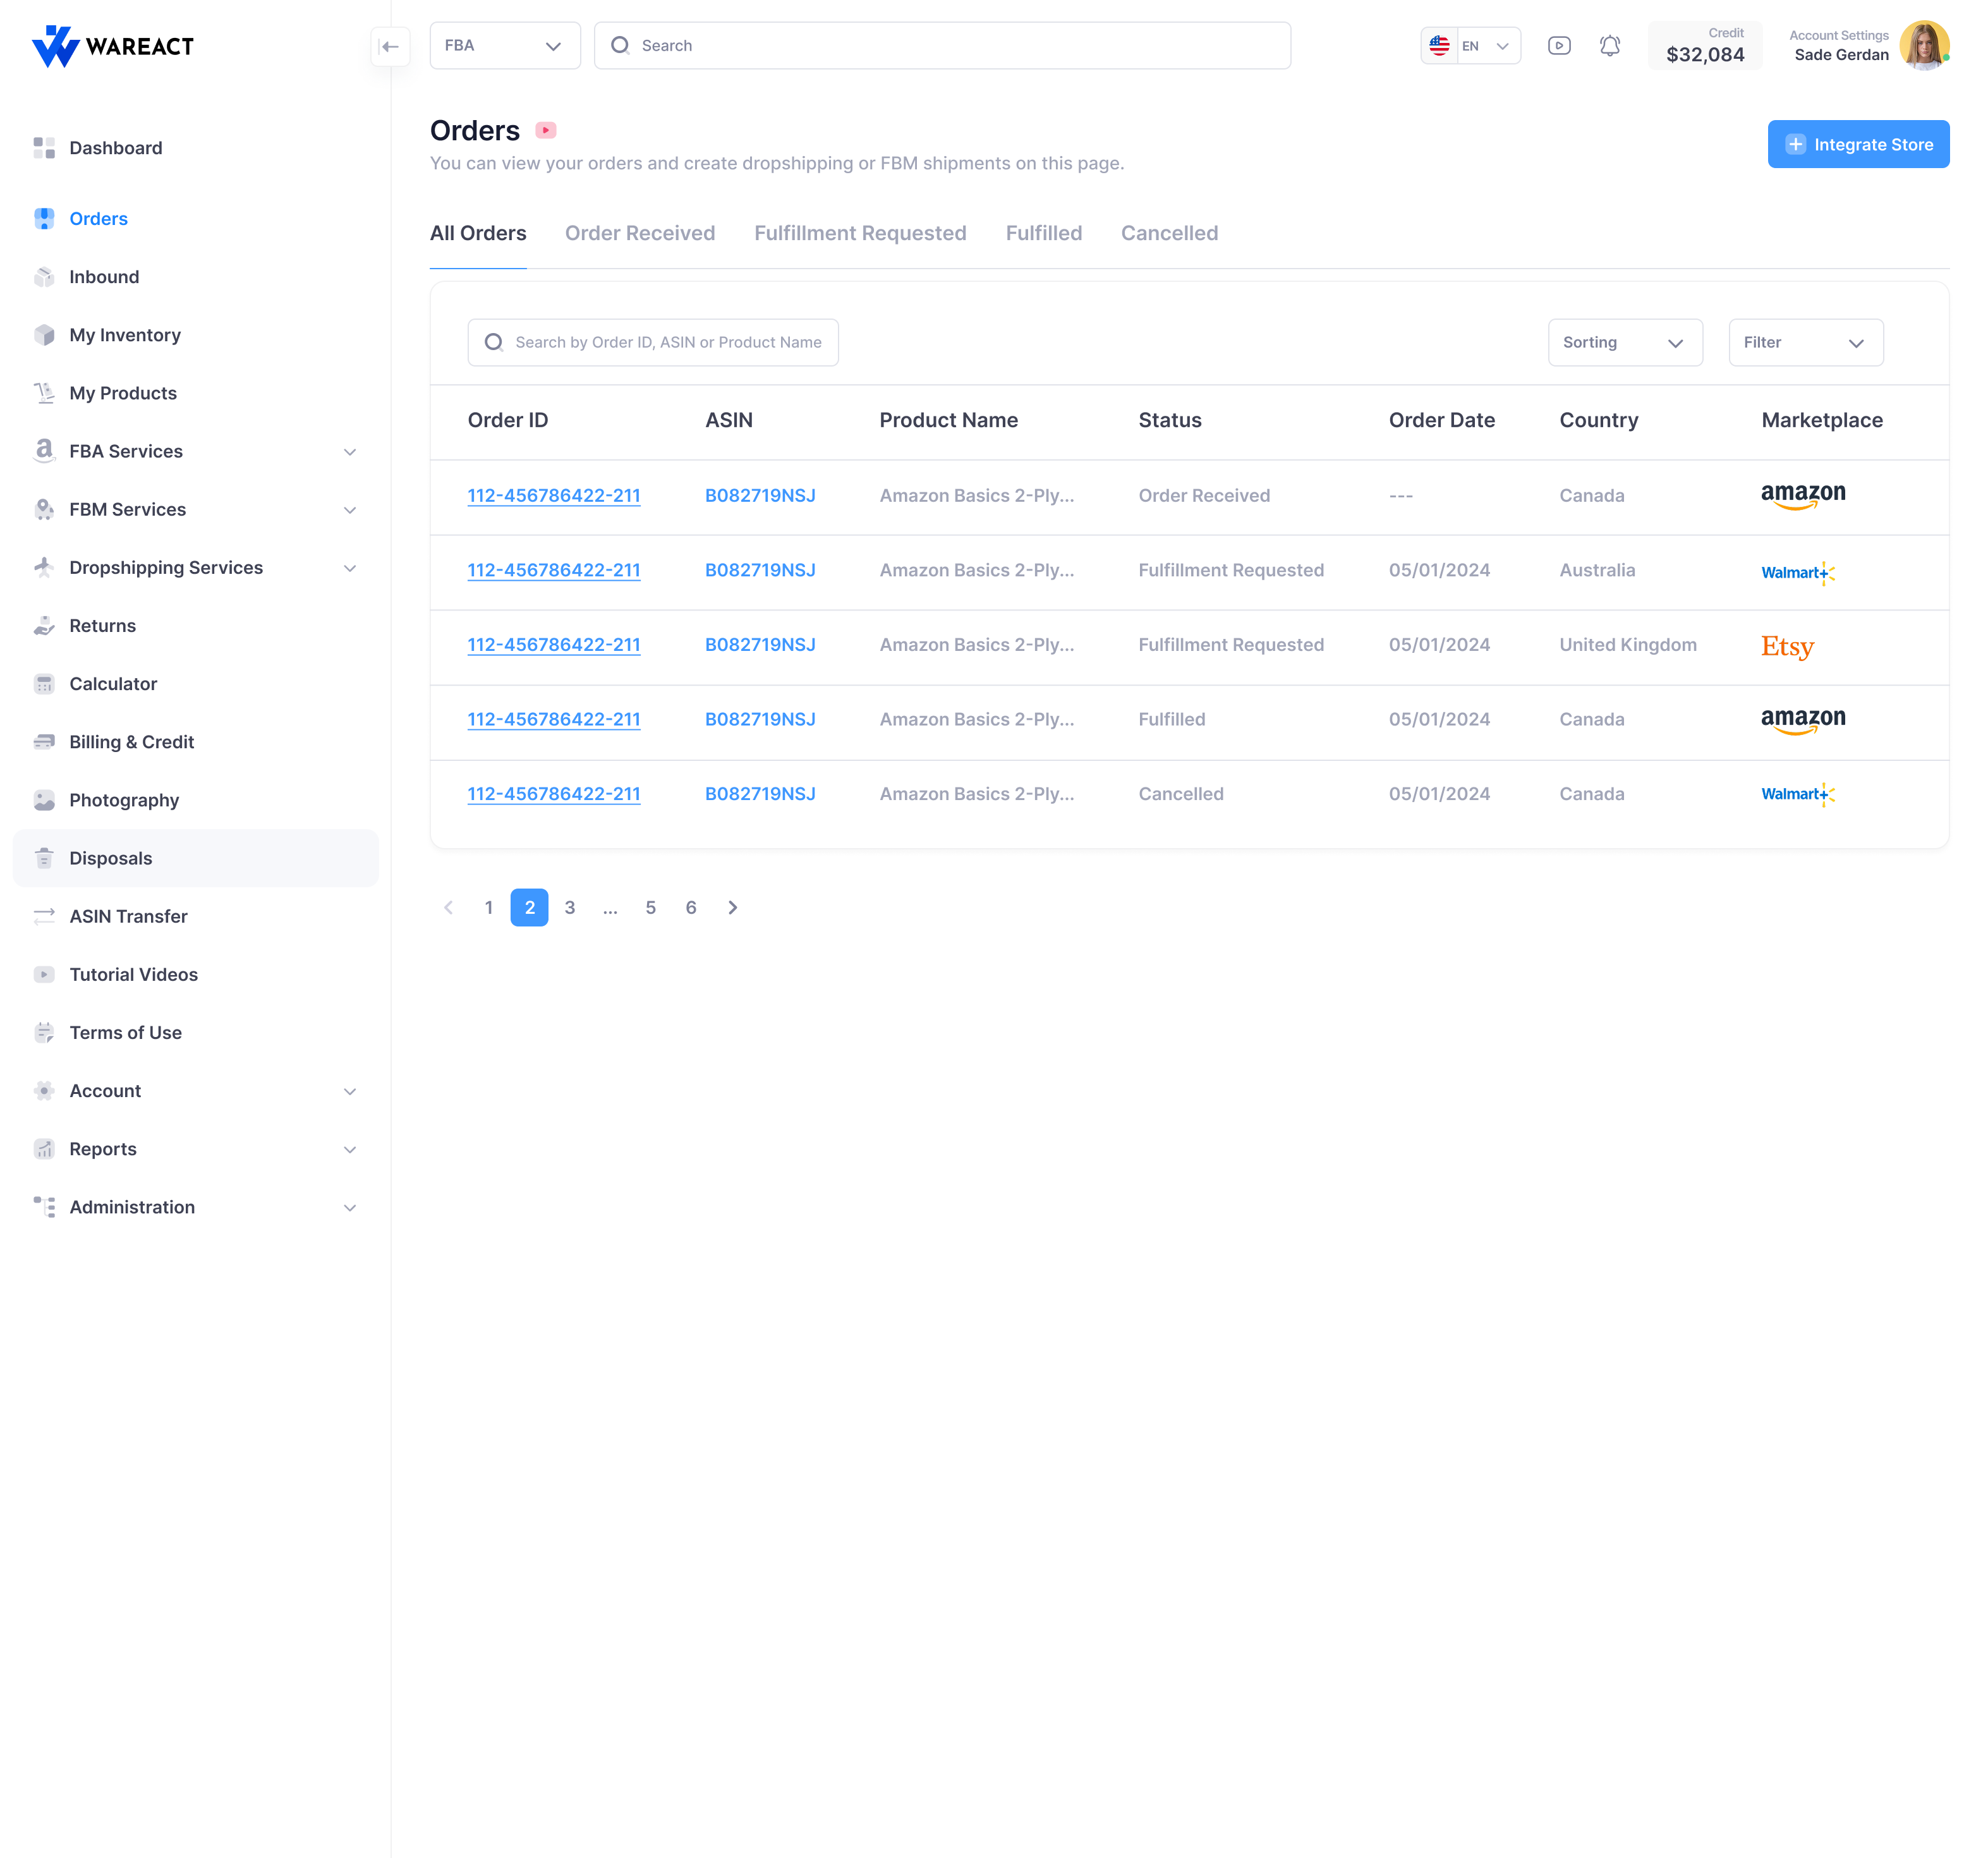 WAREACT
FBA
Search
EN
Credit
$32,084
Account Settings
Sade Gerdan
Dashboard
Orders
Inbound
My Inventory
My Products
FBA Services
FBM Services
Dropshipping Services
Returns
Calculator
Billing & Credit
Photography
Disposals
ASIN Transfer
Tutorial Videos
Terms of Use
Account
Reports
Administration
Orders
You can view your orders and create dropshipping or FBM shipments on this page.
Integrate Store
All Orders Order Received Fulfillment Requested Fulfilled Cancelled
Search by Order ID, ASIN or Product Name
Sorting
Filter
Order ID ASIN Product Name Status Order Date Country Marketplace
112-456786422-211 B082719NSJ Amazon Basics 2-Ply... Order Received --- Canada amazon
112-456786422-211 B082719NSJ Amazon Basics 2-Ply... Fulfillment Requested 05/01/2024 Australia Walmart+
112-456786422-211 B082719NSJ Amazon Basics 2-Ply... Fulfillment Requested 05/01/2024 United Kingdom Etsy
112-456786422-211 B082719NSJ Amazon Basics 2-Ply... Fulfilled 05/01/2024 Canada amazon
112-456786422-211 B082719NSJ Amazon Basics 2-Ply... Cancelled 05/01/2024 Canada Walmart+
1 2 3 ... 5 6